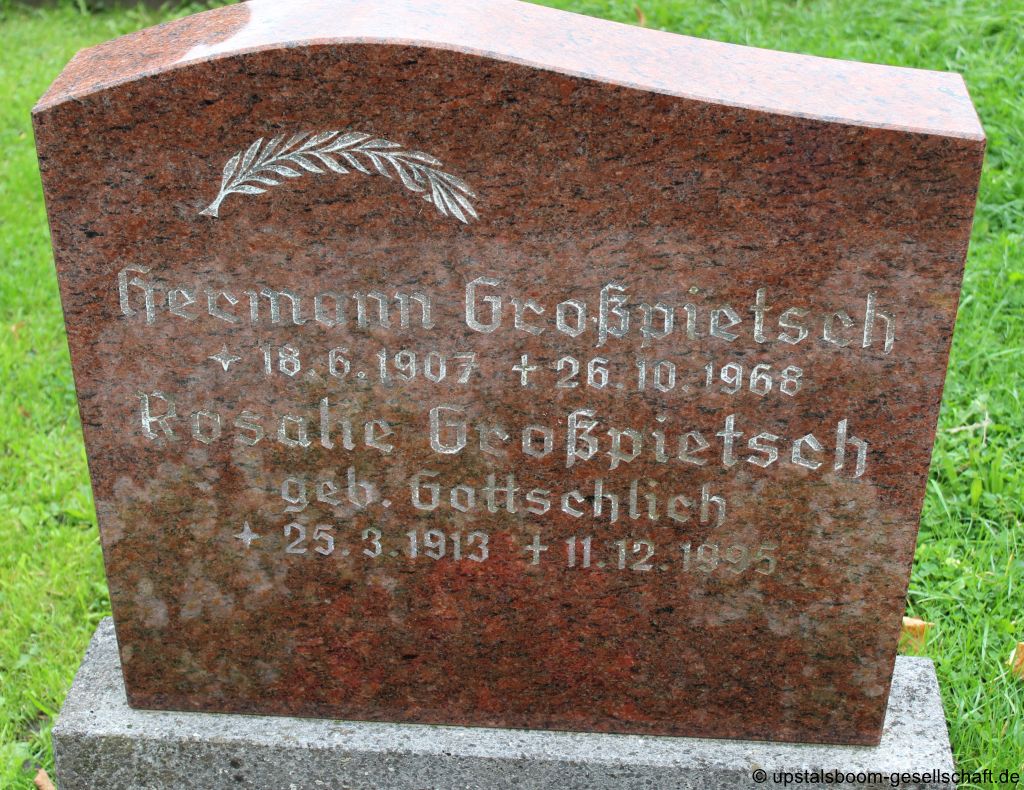 Hermann Großpietsch
18.6.1907 † 26.10.1968
Rosalie Großpietsch
geb. Gottschlich
25.3.1913 † 11.12.1995
© upstalsboom-gesellschaft.de